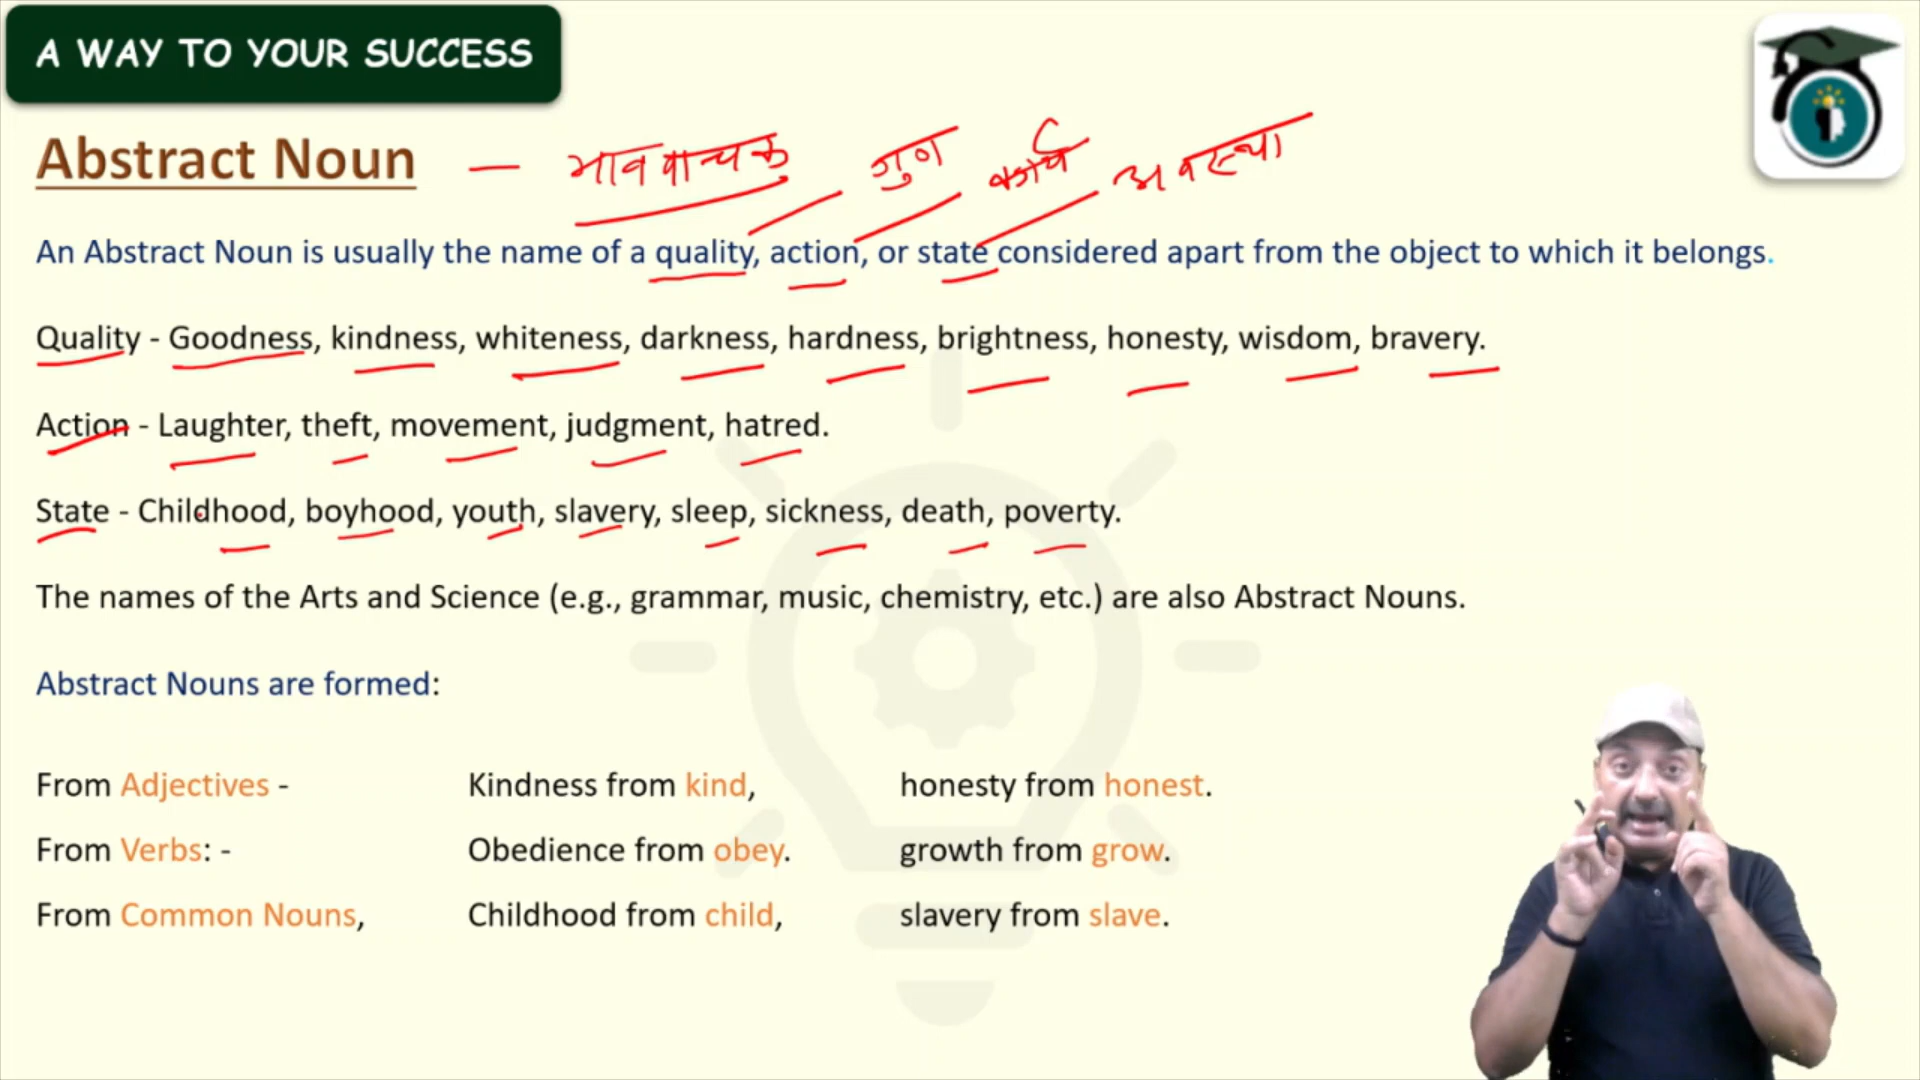 A WAY TO YOUR SUCCESS
Abstract Noun — भाववाचक गुण कार्य अवस्था
An Abstract Noun is usually the name of a quality, action, or state considered apart from the object to which it belongs.
Quality - Goodness, kindness, whiteness, darkness, hardness, brightness, honesty, wisdom, bravery.
Action - Laughter, theft, movement, judgment, hatred.
State - Childhood, boyhood, youth, slavery, sleep, sickness, death, poverty.
The names of the Arts and Science (e.g., grammar, music, chemistry, etc.) are also Abstract Nouns.
Abstract Nouns are formed:
From Adjectives - Kindness from kind, honesty from honest.
From Verbs: - Obedience from obey. growth from grow.
From Common Nouns, Childhood from child, slavery from slave.